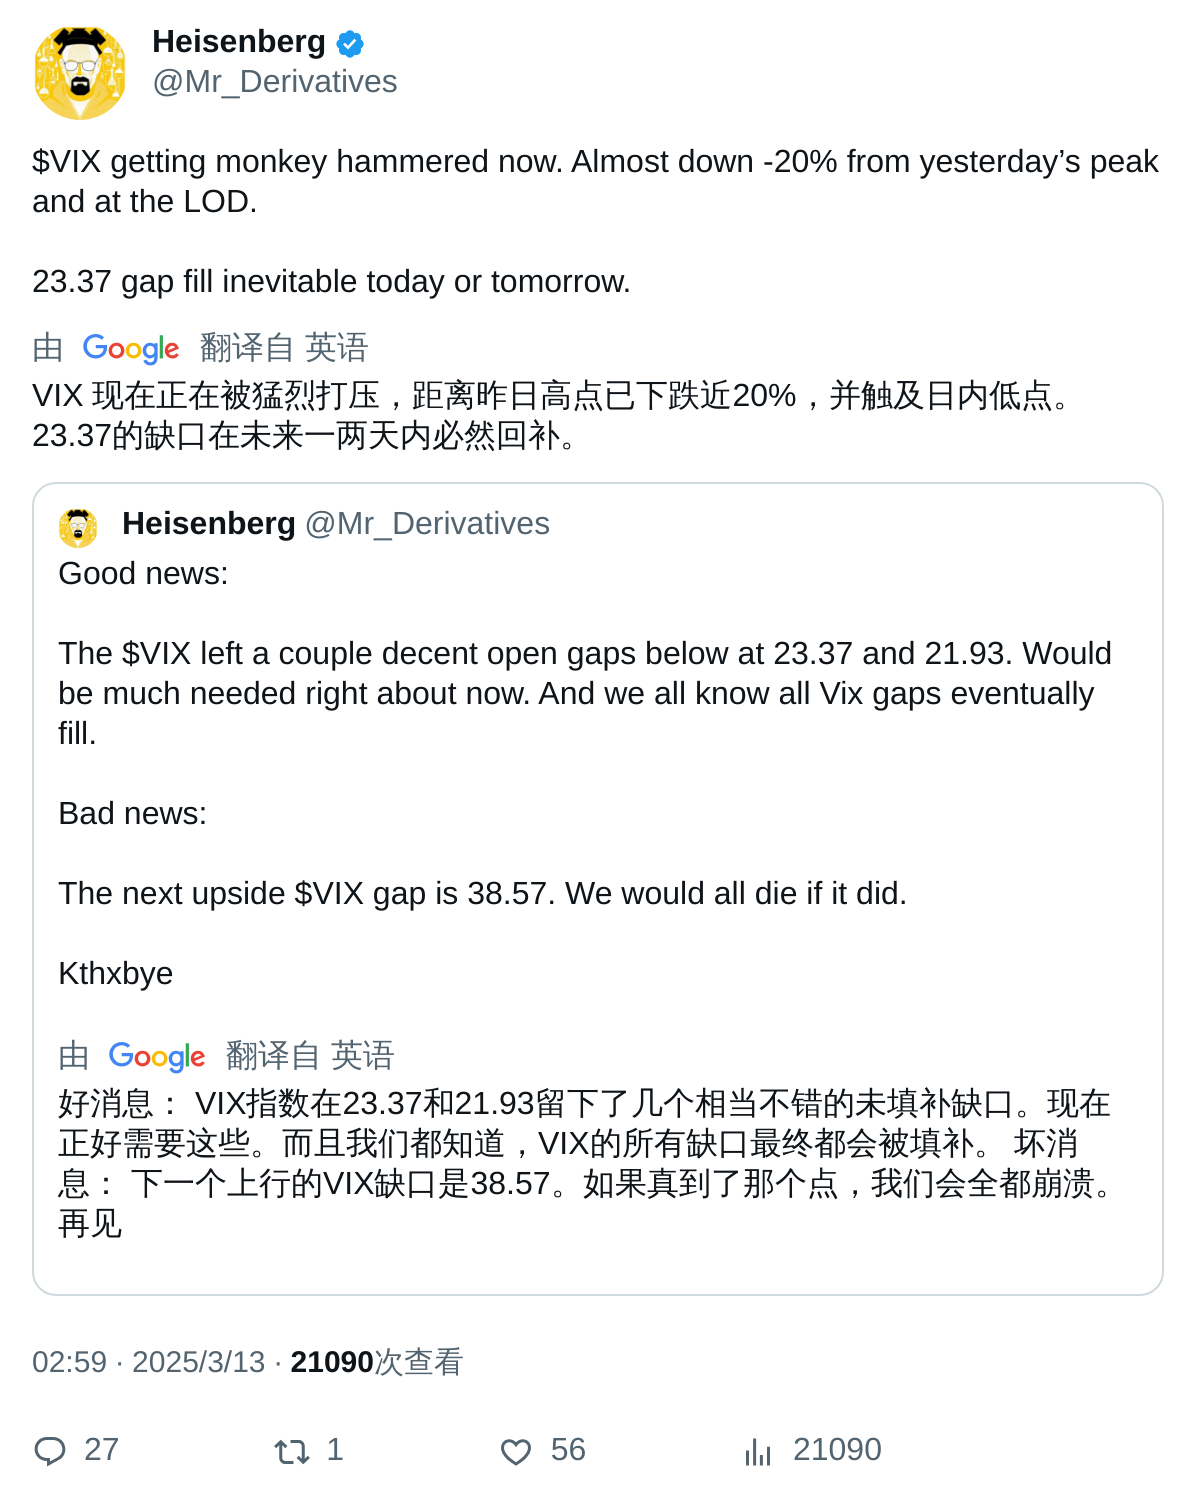 Heisenberg
@Mr_Derivatives
$VIX getting monkey hammered now. Almost down -20% from yesterday’s peak
and at the LOD.
23.37 gap fill inevitable today or tomorrow.
由 Google 翻译自 英语
VIX 现在正在被猛烈打压，距离昨日高点已下跌近20%，并触及日内低点。
23.37的缺口在未来一两天内必然回补。
Heisenberg @Mr_Derivatives
Good news:
The $VIX left a couple decent open gaps below at 23.37 and 21.93. Would
be much needed right about now. And we all know all Vix gaps eventually
fill.
Bad news:
The next upside $VIX gap is 38.57. We would all die if it did.
Kthxbye
由 Google 翻译自 英语
好消息： VIX指数在23.37和21.93留下了几个相当不错的未填补缺口。现在
正好需要这些。而且我们都知道，VIX的所有缺口最终都会被填补。 坏消
息： 下一个上行的VIX缺口是38.57。如果真到了那个点，我们会全都崩溃。
再见
02:59 · 2025/3/13 · 21090次查看
27 1 56 21090